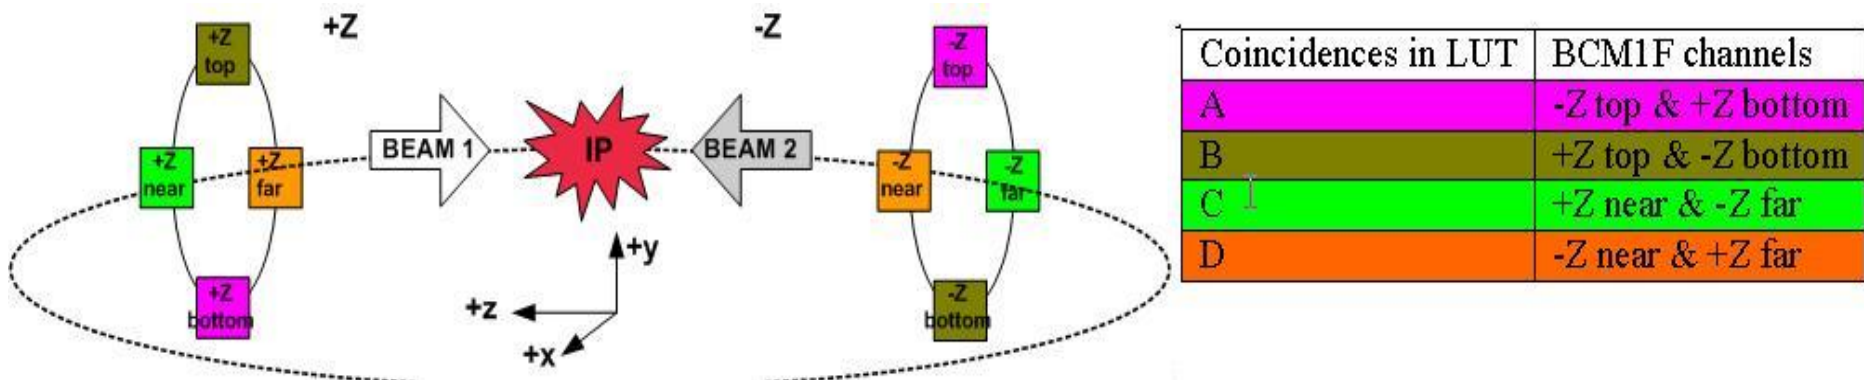 +Z
-Z
+Z
top
-Z
top
BEAM 1
IP
BEAM 2
+Z
near
+Z
far
-Z
near
-Z
far
+y
+z
+x
+Z
bottom
-Z
bottom
Coincidences in LUT BCM1F channels
A -Z top & +Z bottom
B +Z top & -Z bottom
C +Z near & -Z far
D -Z near & +Z far